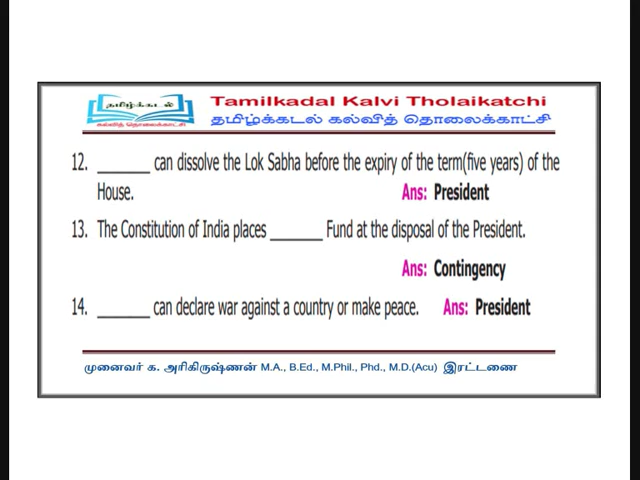 தமிழ்க்கடல்
கல்வித் தொலைக்காட்சி
Tamilkadal Kalvi Tholaikatchi
தமிழ்க்கடல் கல்வித் தொலைக்காட்சி
12. _______ can dissolve the Lok Sabha before the expiry of the term(five years) of the
House. Ans: President
13. The Constitution of India places _______ Fund at the disposal of the President.
Ans: Contingency
14. _______ can declare war against a country or make peace. Ans: President
முனைவர் க. அரிகிருஷ்ணன் M.A., B.Ed., M.Phil., Phd., M.D.(Acu) இரட்டணை